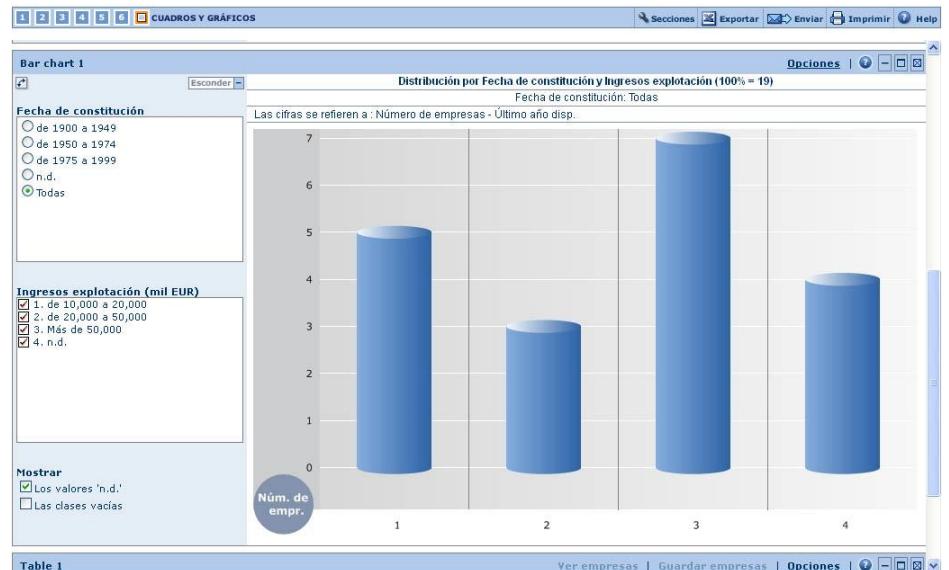 1 2 3 4 5 6 CUADROS Y GRÁFICOS Secciones Exportar Enviar Imprimir Help
Bar chart 1 Opciones |
Esconder
Distribución por Fecha de constitución y Ingresos explotación (100% = 19)
Fecha de constitución: Todas
Las cifras se refieren a : Número de empresas - Último año disp.
Fecha de constitución
de 1900 a 1949
de 1950 a 1974
de 1975 a 1999
n.d.
Todas
Ingresos explotación (mil EUR)
1. de 10,000 a 20,000
2. de 20,000 a 50,000
3. Más de 50,000
4. n.d.
Mostrar
Los valores 'n.d.'
Las clases vacías
7
6
5
4
3
2
1
0
Núm. de
empr.
1 2 3 4
Table 1 Ver empresas | Guardar empresas | Opciones |